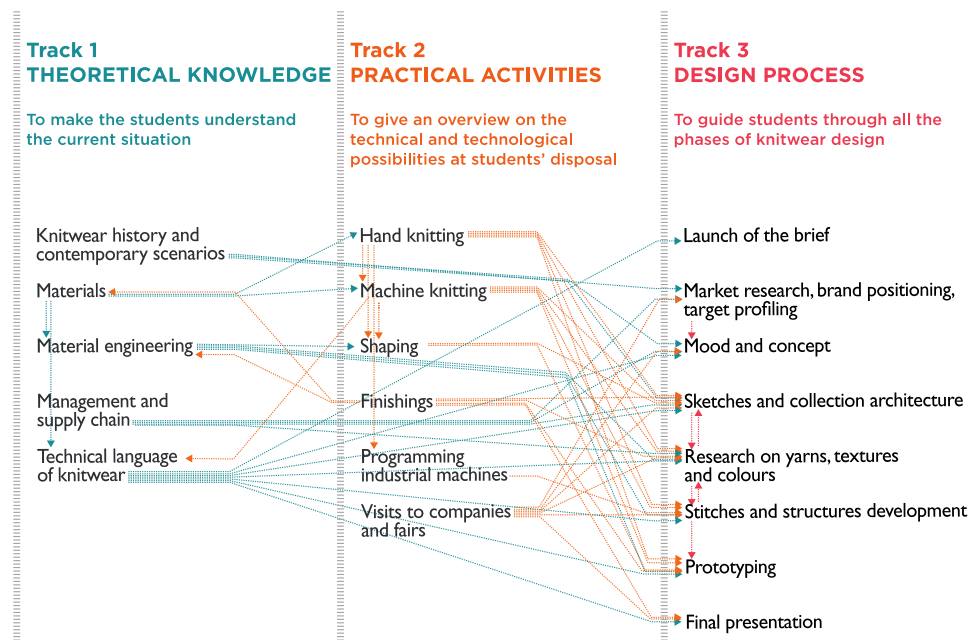 Track 1
THEORETICAL KNOWLEDGE
To make the students understand
the current situation
Knitwear history and
contemporary scenarios
Materials
Material engineering
Management and
supply chain
Technical language
of knitwear
Track 2
PRACTICAL ACTIVITIES
To give an overview on the
technical and technological
possibilities at students’ disposal
Hand knitting
Machine knitting
Shaping
Finishings
Programming
industrial machines
Visits to companies
and fairs
Track 3
DESIGN PROCESS
To guide students through all the
phases of knitwear design
Launch of the brief
Market research, brand positioning,
target profiling
Mood and concept
Sketches and collection architecture
Research on yarns, textures
and colours
Stitches and structures development
Prototyping
Final presentation